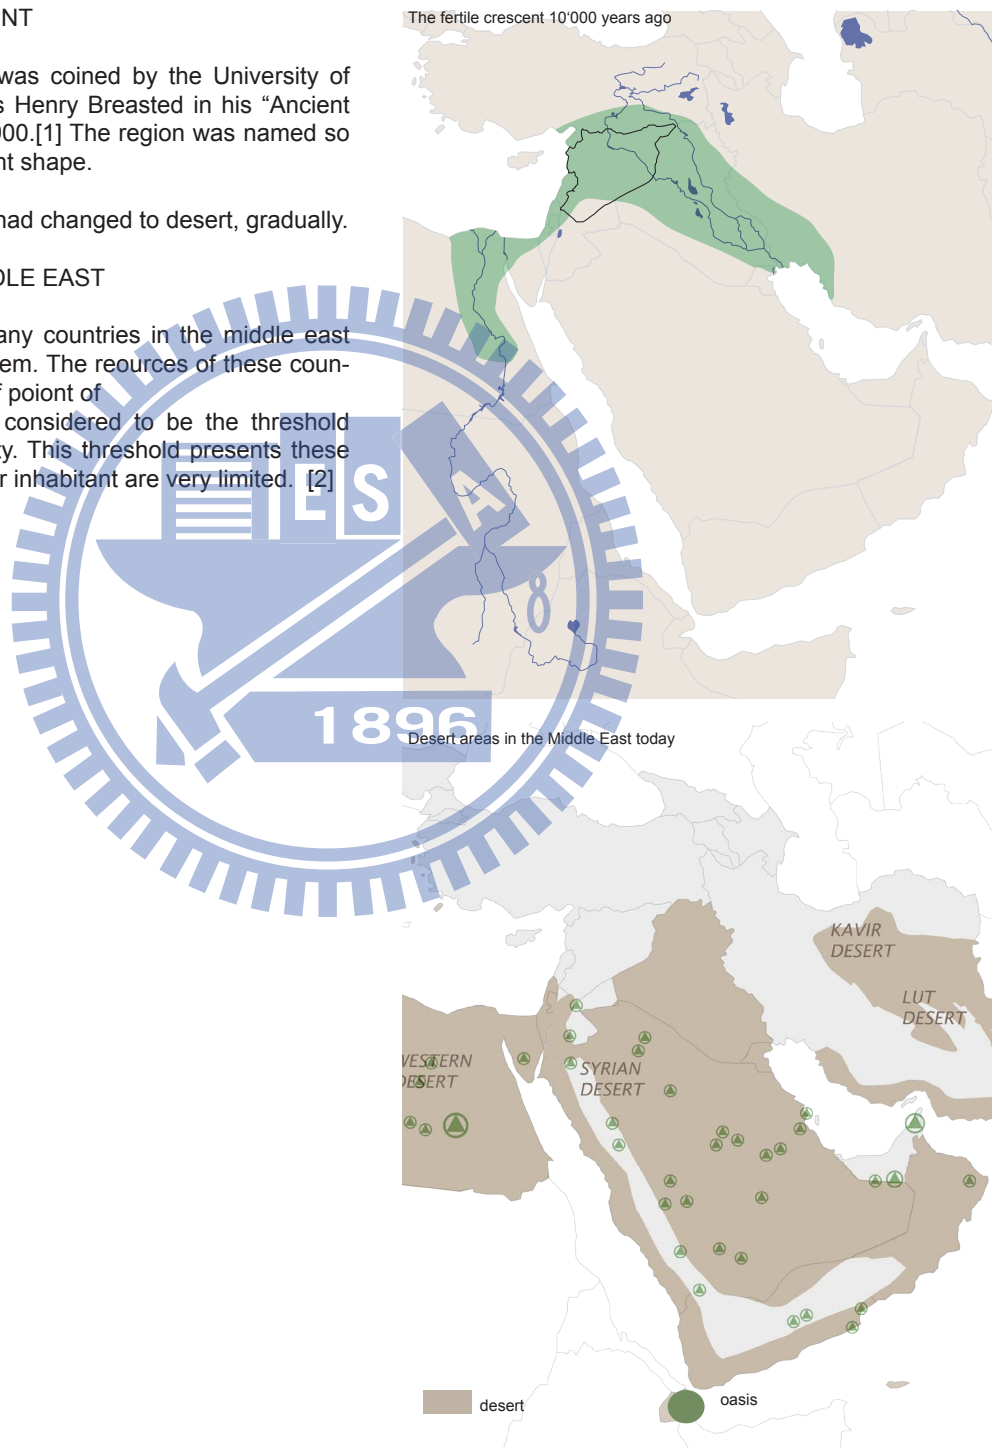 NT
was coined by the University of
s Henry Breasted in his “Ancient
000.[1] The region was named so
nt shape.
had changed to desert, gradually.
DLE EAST
any countries in the middle east
em. The reources of these coun-
f poiont of
considered to be the threshold
ty. This threshold presents these
r inhabitant are very limited. [2]
The fertile crescent 10‘000 years ago
E S A
8
1896
Desert areas in the Middle East today
KAVIR
DESERT
LUT
DESERT
WESTERN
DESERT
SYRIAN
DESERT
desert
oasis